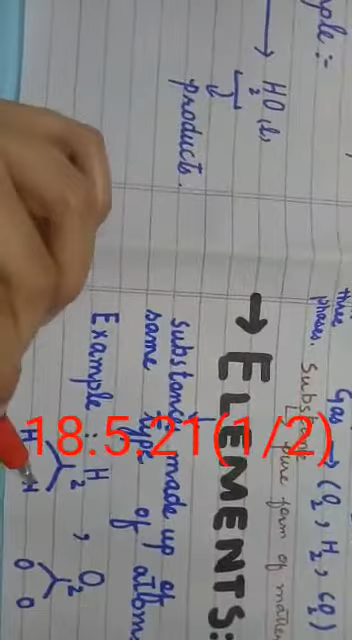 ple :-
→ H2O(l)
products.
three
phases.
Gas → (O2, H2, CO2)
Substance pure form of matter
→ ELEMENTS:
substance made up of
same type of atoms
Example : H2 , O2
H H O O
18.5.21(1/2)